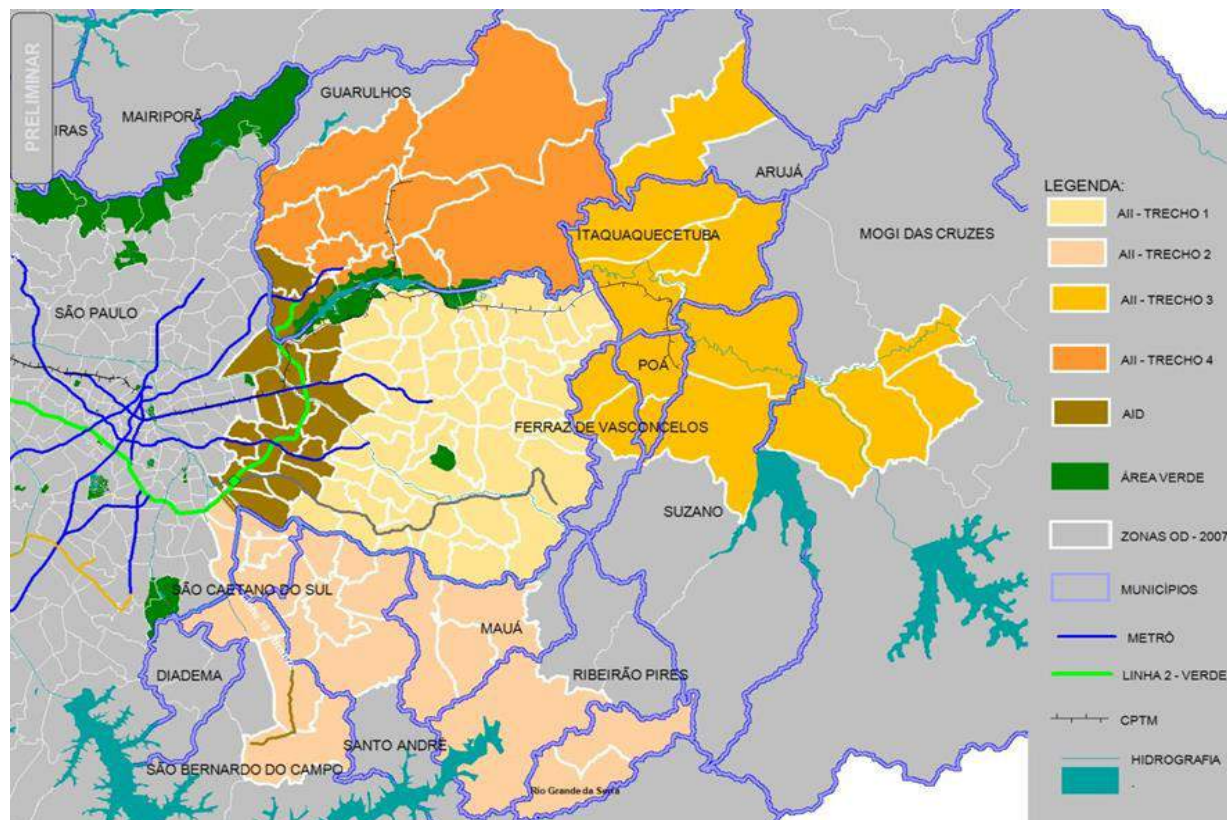 PRELIMINAR
GUARULHOS
MAIRIPORÃ
IRAS
ARUJÁ
ITAQUAQUECETUBA
MOGI DAS CRUZES
SÃO PAULO
POÁ
FERRAZ DE VASCONCELOS
SUZANO
SÃO CAETANO DO SUL
MAUÁ
DIADEMA
RIBEIRÃO PIRES
SANTO ANDRÉ
SÃO BERNARDO DO CAMPO
Rio Grande da Serra
LEGENDA:
AII - TRECHO 1
AII - TRECHO 2
AII - TRECHO 3
AII - TRECHO 4
AID
ÁREA VERDE
ZONAS OD - 2007
MUNICÍPIOS
METRÔ
LINHA 2 - VERDE
CPTM
HIDROGRAFIA